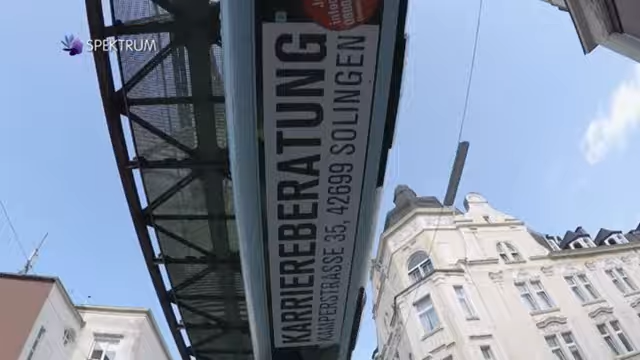 SPEKTRUM
KARRIEREBERATUNG
KAMPERSTRASSE 35, 42699 SOLINGEN